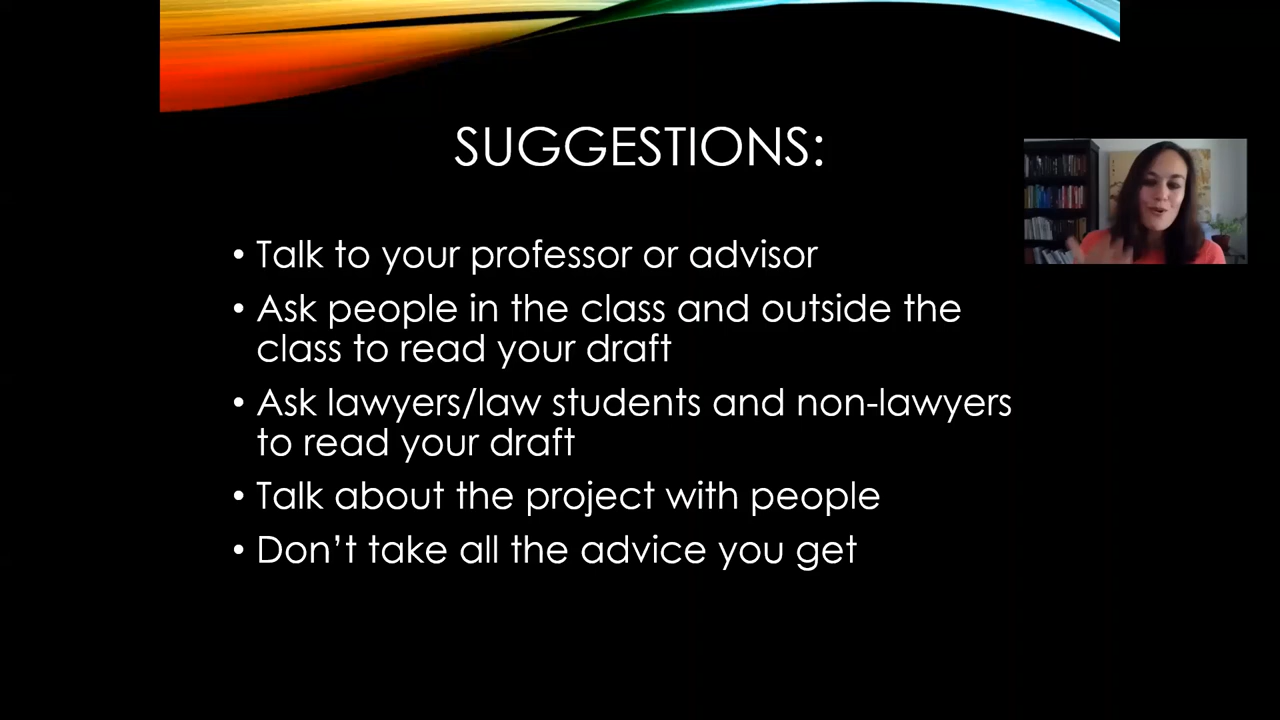 SUGGESTIONS:
• Talk to your professor or advisor
• Ask people in the class and outside the
class to read your draft
• Ask lawyers/law students and non-lawyers
to read your draft
• Talk about the project with people
• Don’t take all the advice you get